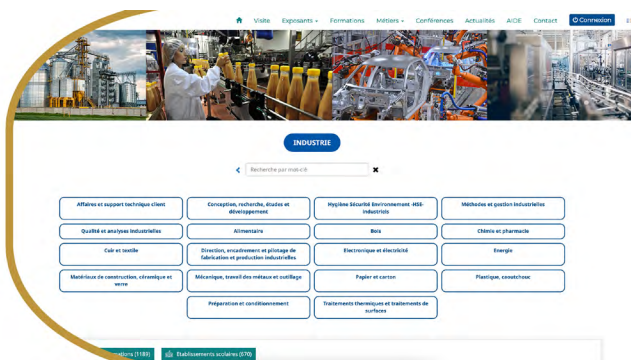 Visite Exposants Formations Métiers Conférences Actualités AIOE Contact Connexion
INDUSTRIE
Recherche par mot-clé
Affaires et support technique client
Conception, recherche, études et
développement
Hygiène Sécurité Environnement -HSE-
industriels
Méthodes et gestion industrielles
Qualité et analyses industrielles
Alimentaire
Bois
Chimie et pharmacie
Cuir et textile
Direction, encadrement et pilotage de
fabrication et production industrielles
Electronique et électricité
Energie
Matériaux de construction, céramique et
verre
Mécanique, travail des métaux et outillage
Papier et carton
Plastique, caoutchouc
Préparation et conditionnement
Traitements thermiques et traitements de
surfaces
(1188) Etablissements scolaires (670)